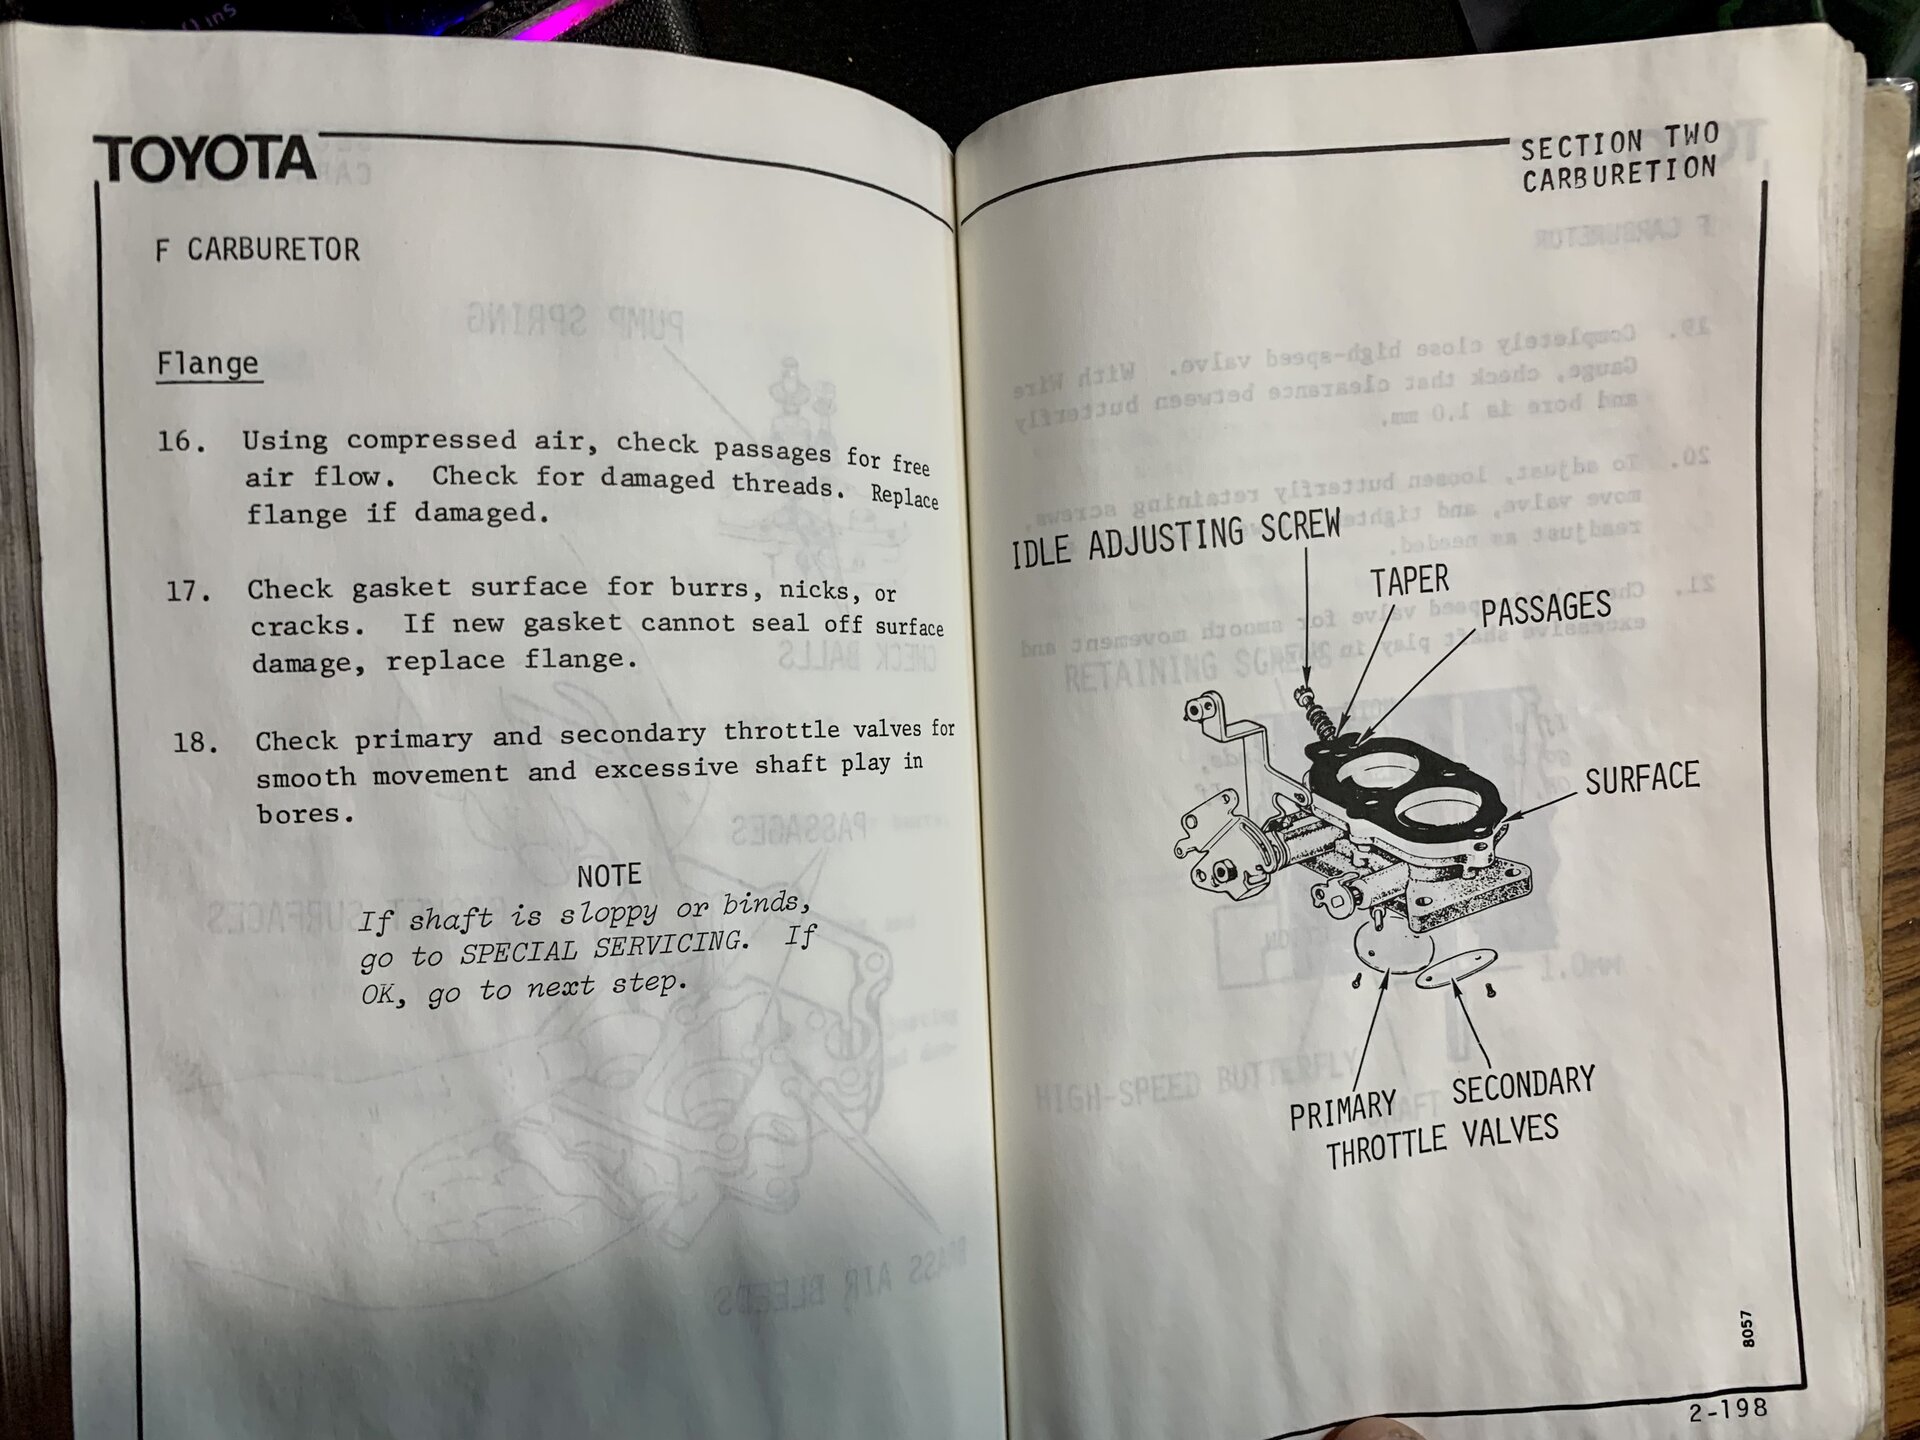 TOYOTA
F CARBURETOR
Flange
16. Using compressed air, check passages for free
air flow. Check for damaged threads. Replace
flange if damaged.
17. Check gasket surface for burrs, nicks, or
cracks. If new gasket cannot seal off surface
damage, replace flange.
18. Check primary and secondary throttle valves for
smooth movement and excessive shaft play in
bores.
NOTE
If shaft is sloppy or binds,
go to SPECIAL SERVICING. If
OK, go to next step.
SECTION TWO
CARBURETION
IDLE ADJUSTING SCREW
TAPER
PASSAGES
SURFACE
PRIMARY SECONDARY
THROTTLE VALVES
8057
2-198